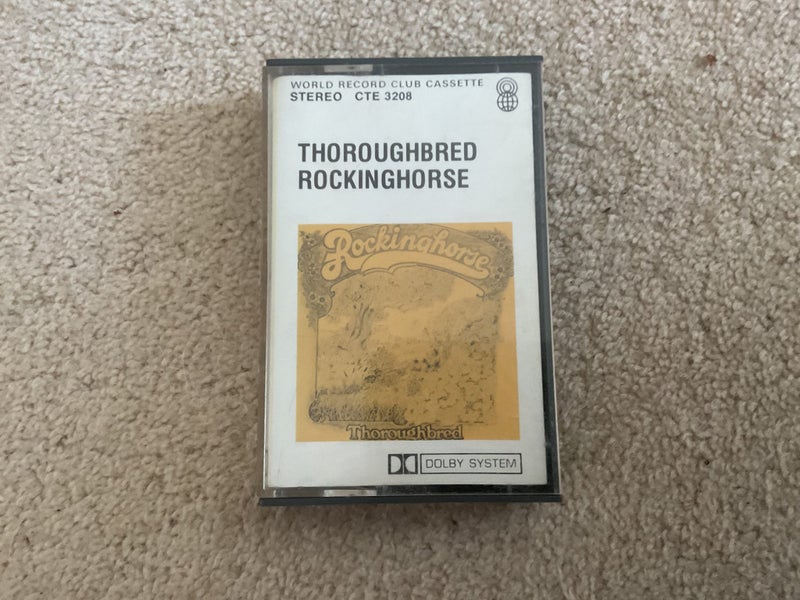 WORLD RECORD CLUB CASSETTE
STEREO CTE 3208
THOROUGHBRED
ROCKINGHORSE
Rockinghorse
Thoroughbred
DOLBY SYSTEM